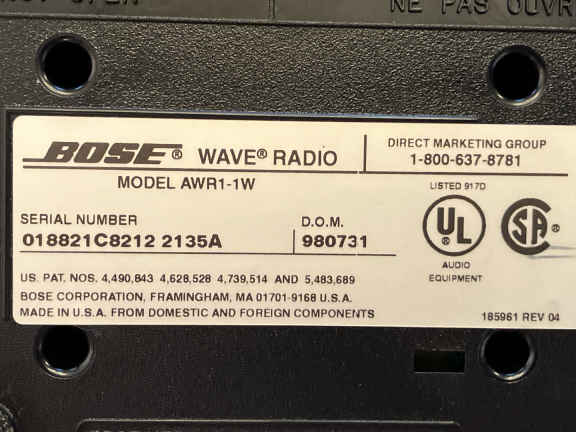 NE PAS OUVR
BOSE® WAVE® RADIO
MODEL AWR1-1W
DIRECT MARKETING GROUP
1-800-637-8781
SERIAL NUMBER
018821C8212 2135A
D.O.M.
980731
LISTED 917D
UL®
AUDIO
EQUIPMENT
SA®
US. PAT. NOS. 4,490,843 4,628,528 4,739,514 AND 5,483,689
BOSE CORPORATION, FRAMINGHAM, MA 01701-9168 U.S.A.
MADE IN U.S.A. FROM DOMESTIC AND FOREIGN COMPONENTS
185961 REV 04